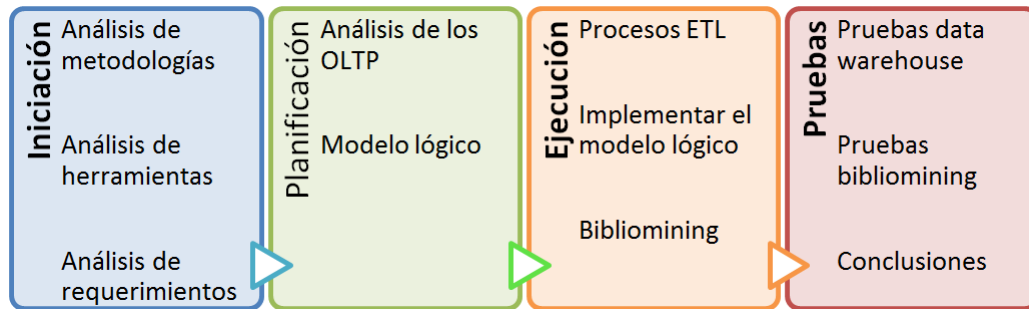 Iniciación
Análisis de
metodologías
Análisis de
herramientas
Análisis de
requerimientos
Planificación
Análisis de los
OLTP
Modelo lógico
Ejecución
Procesos ETL
Implementar el
modelo lógico
Bibliomining
Pruebas
Pruebas data
warehouse
Pruebas
bibliomining
Conclusiones